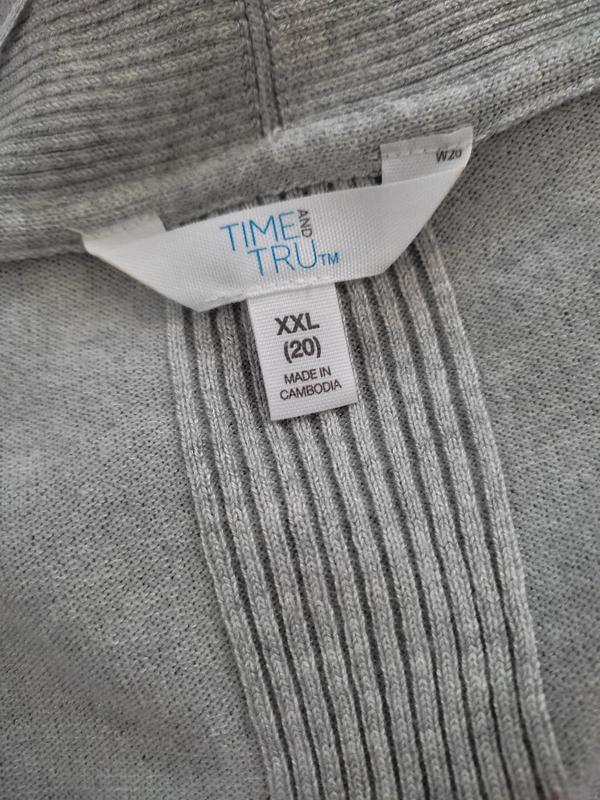 W20
TIME AND
TRU™
XXL
(20)
MADE IN
CAMBODIA